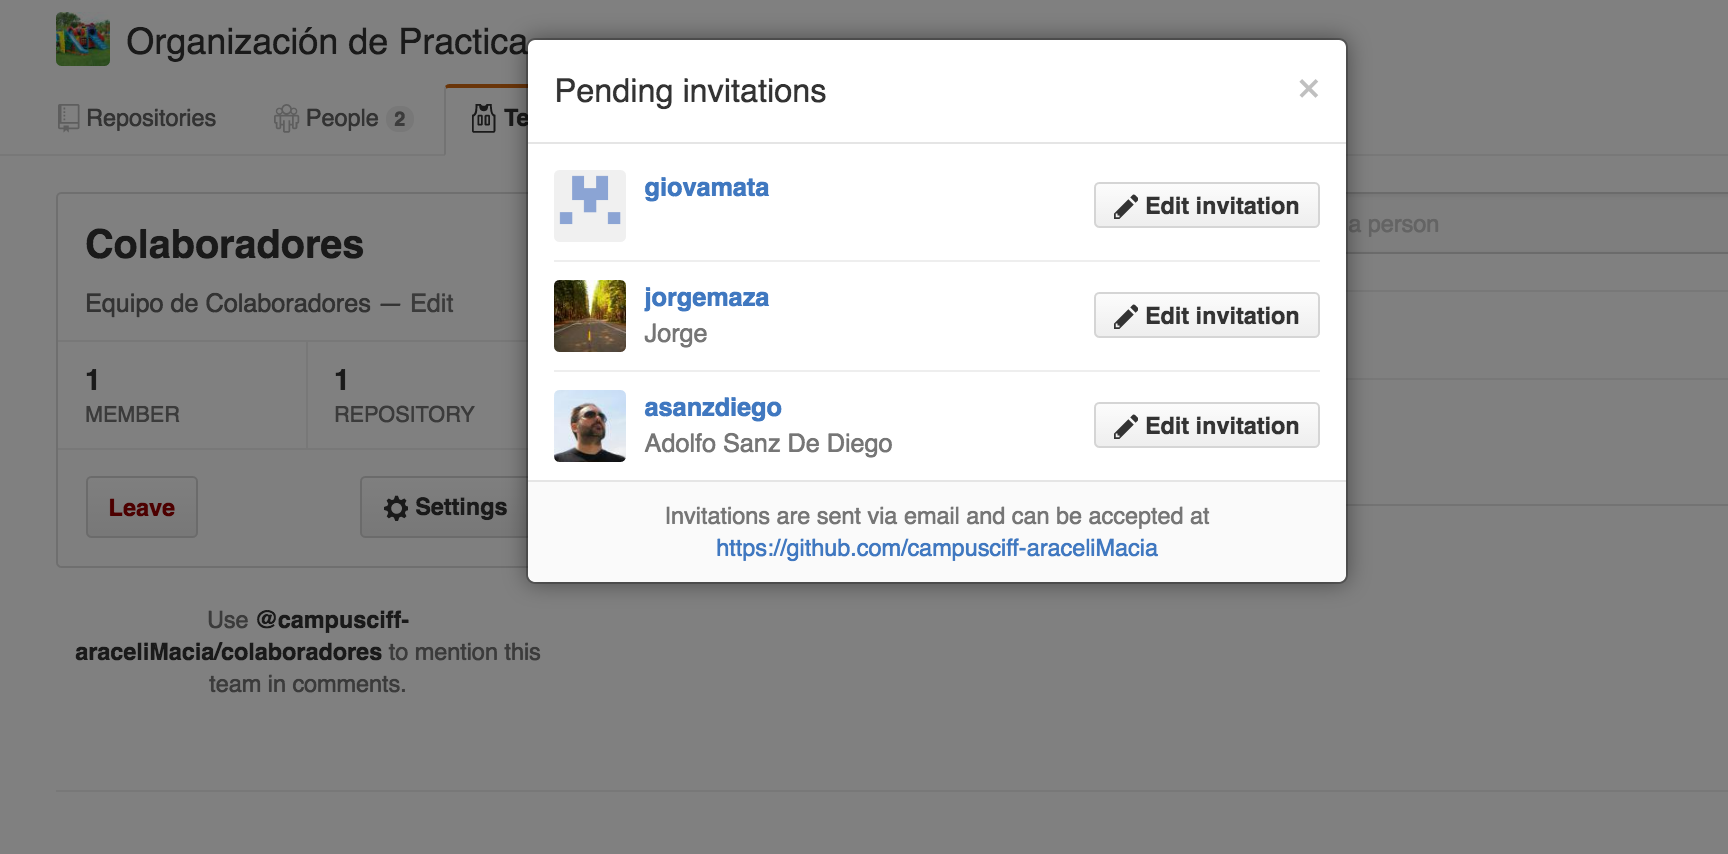 Organización de Practica
Repositories
People 2
Te
Pending invitations
×
giovamata
Edit invitation
jorgemaza
Jorge
Edit invitation
asanzdiego
Adolfo Sanz De Diego
Edit invitation
Invitations are sent via email and can be accepted at
https://github.com/campusciff-araceliMacia
a person
Colaboradores
Equipo de Colaboradores — Edit
1
MEMBER
1
REPOSITORY
Leave
Settings
Use @campusciff-
araceliMacia/colaboradores to mention this
team in comments.